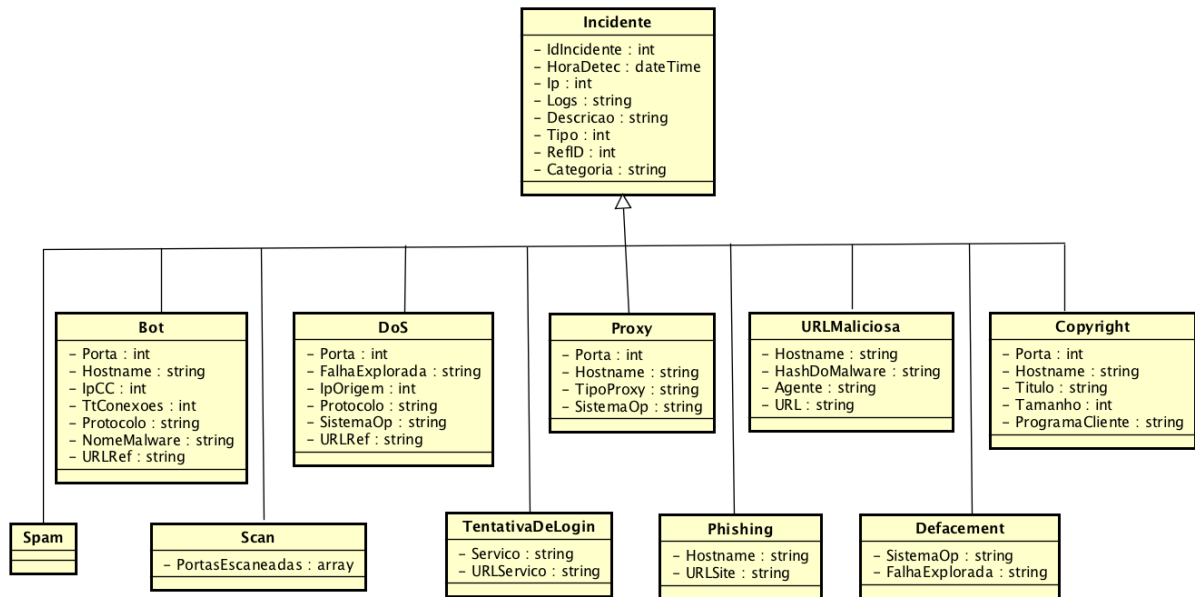 Incidente
- IdIncidente : int
- HoraDetec : dateTime
- Ip : int
- Logs : string
- Descricao : string
- Tipo : int
- RefID : int
- Categoria : string
Bot
- Porta : int
- Hostname : string
- IpCC : int
- TtConexoes : int
- Protocolo : string
- NomeMalware : string
- URLRef : string
DoS
- Porta : int
- FalhaExplorada : string
- IpOrigem : int
- Protocolo : string
- SistemaOp : string
- URLRef : string
Proxy
- Porta : int
- Hostname : string
- TipoProxy : string
- SistemaOp : string
URLMaliciosa
- Hostname : string
- HashDoMalware : string
- Agente : string
- URL : string
Copyright
- Porta : int
- Hostname : string
- Titulo : string
- Tamanho : int
- ProgramaCliente : string
Spam
Scan
- PortasEscaneadas : array
TentativaDeLogin
- Servico : string
- URLServico : string
Phishing
- Hostname : string
- URLSite : string
Defacement
- SistemaOp : string
- FalhaExplorada : string